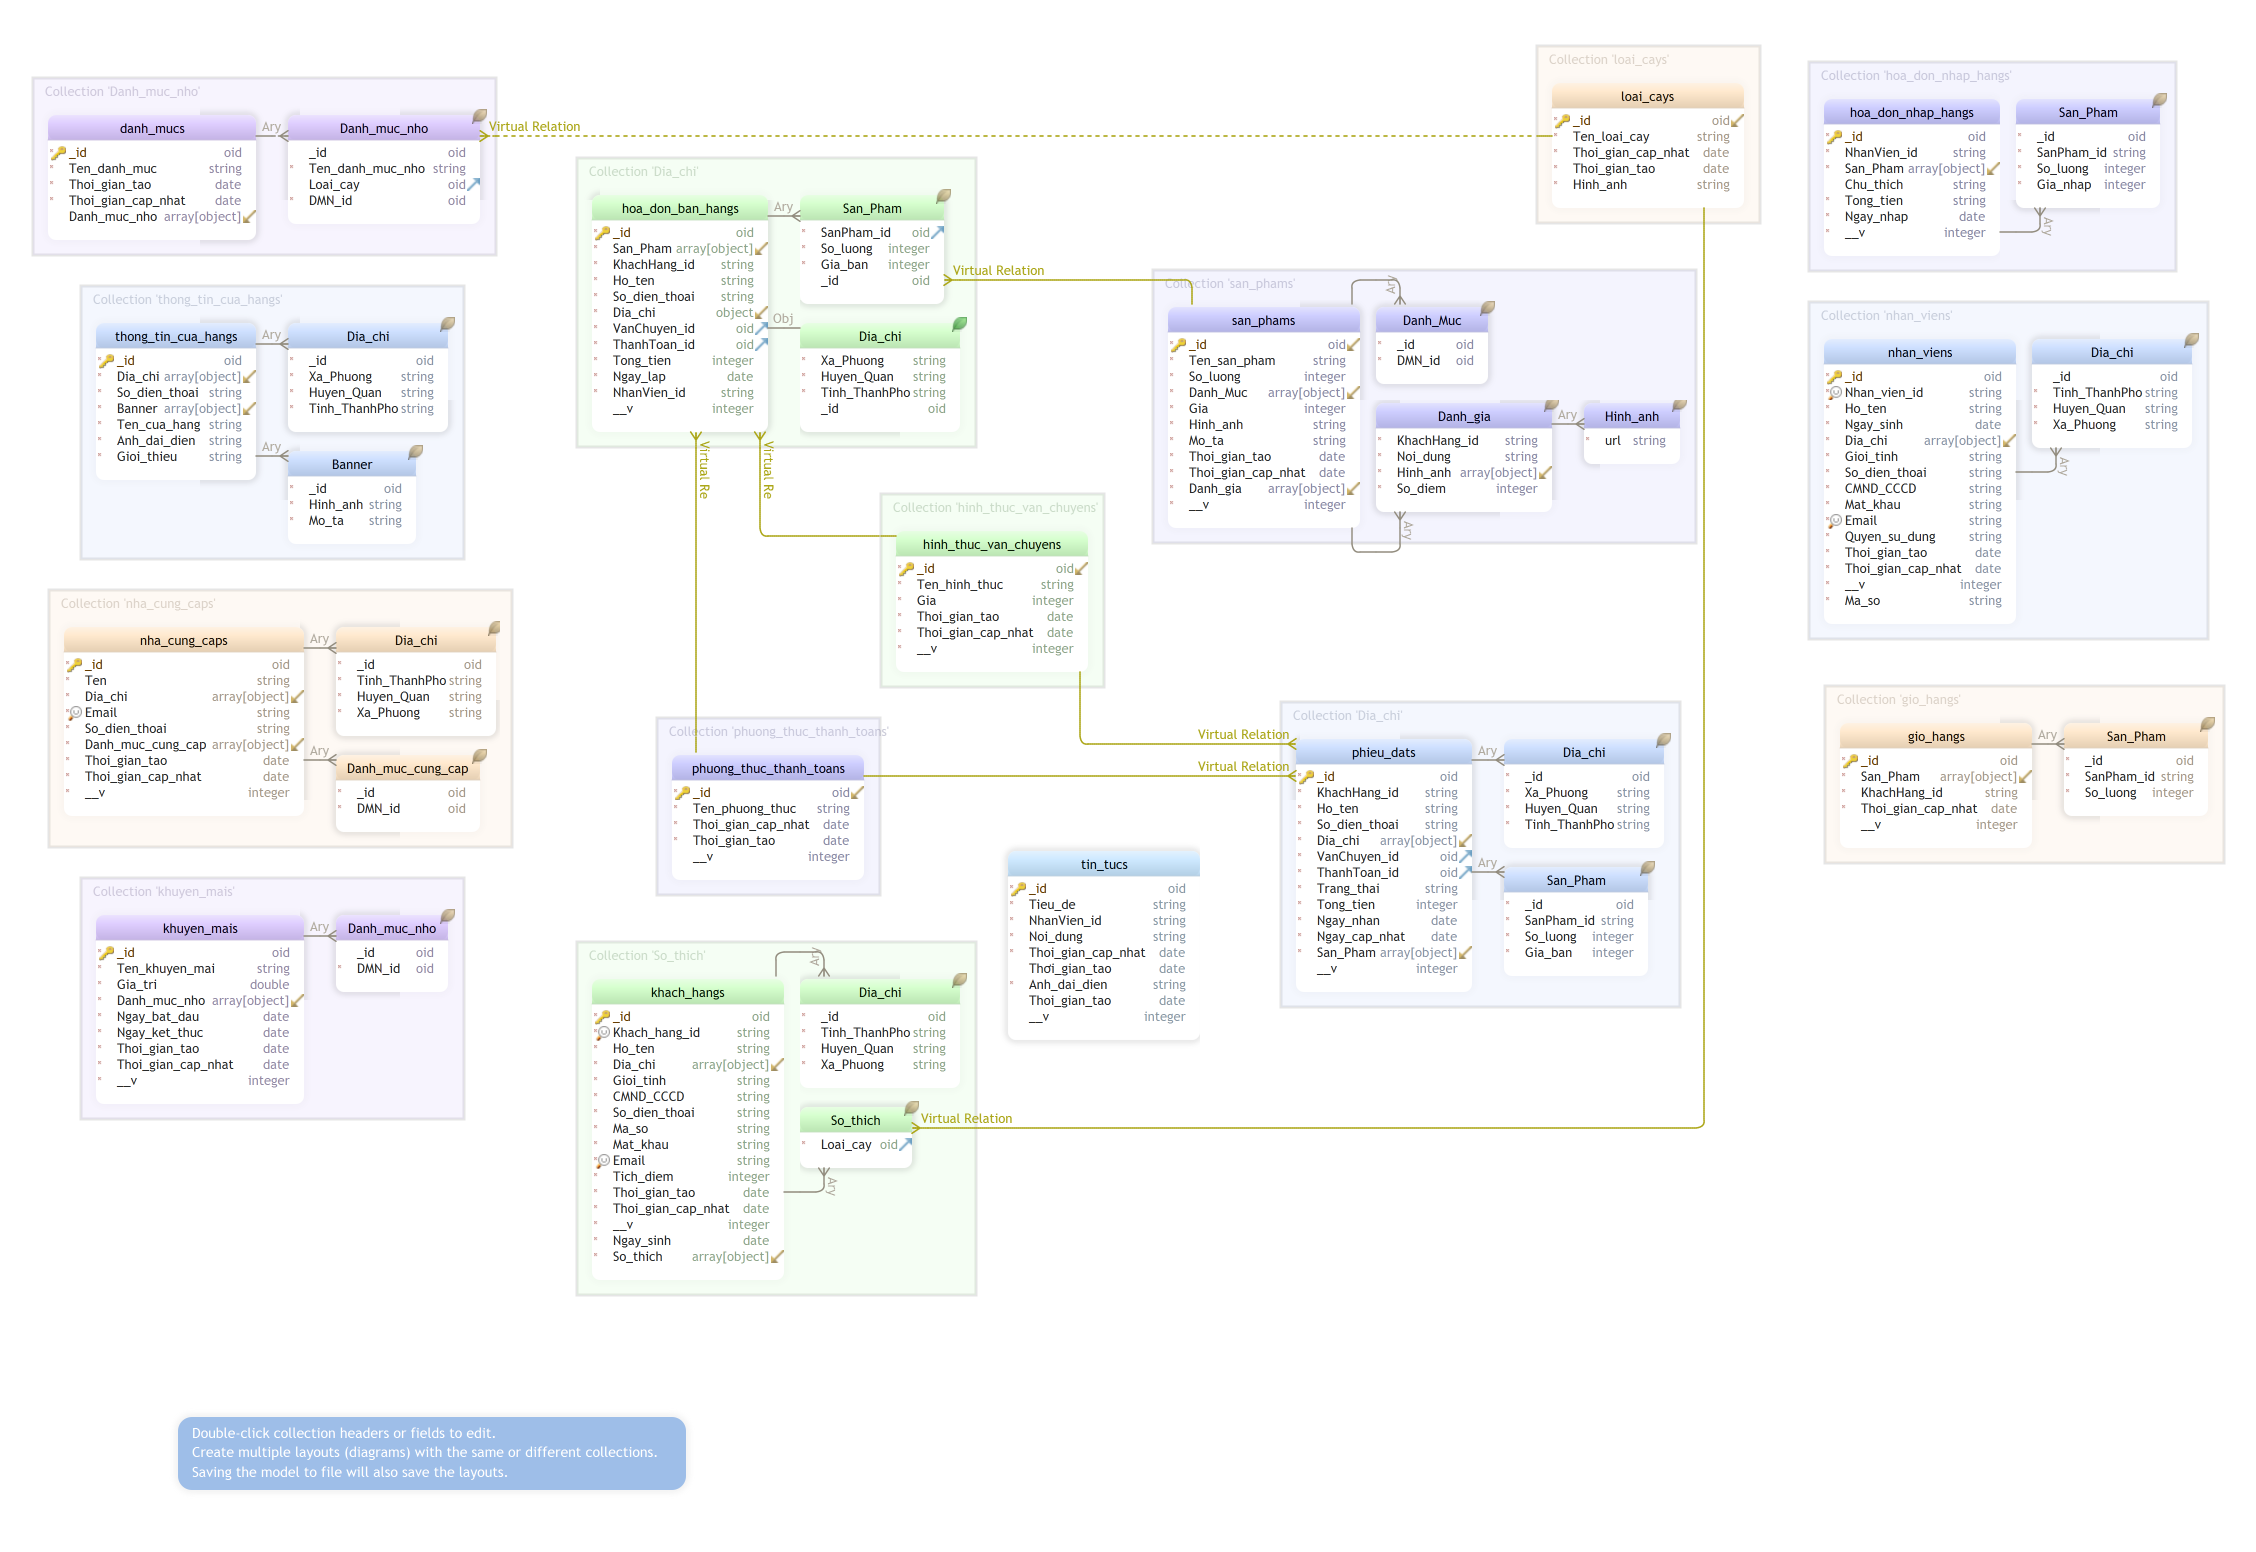 Collection 'Danh_muc_nho'
danh_mucs
_id oid
Ten_danh_muc string
Thoi_gian_tao date
Thoi_gian_cap_nhat date
Danh_muc_nho array[object]
Ary
Danh_muc_nho
_id oid
Ten_danh_muc_nho string
Loai_cay oid
DMN_id oid
Virtual Relation
Collection 'thong_tin_cua_hangs'
thong_tin_cua_hangs
_id oid
Dia_chi array[object]
So_dien_thoai string
Banner array[object]
Ten_cua_hang string
Anh_dai_dien string
Gioi_thieu string
Ary
Dia_chi
_id oid
Xa_Phuong string
Huyen_Quan string
Tinh_ThanhPho string
Ary
Banner
_id oid
Hinh_anh string
Mo_ta string
Collection 'nha_cung_caps'
nha_cung_caps
_id oid
Ten string
Dia_chi array[object]
Email string
So_dien_thoai string
Danh_muc_cung_cap array[object]
Thoi_gian_tao date
Thoi_gian_cap_nhat date
__v integer
Ary
Dia_chi
_id oid
Tinh_ThanhPho string
Huyen_Quan string
Xa_Phuong string
Ary
Danh_muc_cung_cap
_id oid
DMN_id oid
Collection 'khuyen_mais'
khuyen_mais
_id oid
Ten_khuyen_mai string
Gia_tri double
Danh_muc_nho array[object]
Ngay_bat_dau date
Ngay_ket_thuc date
Thoi_gian_tao date
Thoi_gian_cap_nhat date
__v integer
Ary
Danh_muc_nho
_id oid
DMN_id oid
Collection 'Dia_chi'
hoa_don_ban_hangs
_id oid
San_Pham array[object]
KhachHang_id string
Ho_ten string
So_dien_thoai string
Dia_chi object
VanChuyen_id oid
ThanhToan_id oid
Tong_tien integer
Ngay_lap date
NhanVien_id string
__v integer
Ary
San_Pham
SanPham_id oid
So_luong integer
Gia_ban integer
_id oid
Virtual Relation
Obj
Dia_chi
Xa_Phuong string
Huyen_Quan string
Tinh_ThanhPho string
_id oid
Virtual Re
Virtual Re
Collection 'hinh_thuc_van_chuyens'
hinh_thuc_van_chuyens
_id oid
Ten_hinh_thuc string
Gia integer
Thoi_gian_tao date
Thoi_gian_cap_nhat date
__v integer
Collection 'phuong_thuc_thanh_toans'
phuong_thuc_thanh_toans
_id oid
Ten_phuong_thuc string
Thoi_gian_cap_nhat date
Thoi_gian_tao date
__v integer
Collection 'So_thich'
khach_hangs
_id oid
Khach_hang_id string
Ho_ten string
Dia_chi array[object]
Gioi_tinh string
CMND_CCCD string
So_dien_thoai string
Ma_so string
Mat_khau string
Email string
Tich_diem integer
Thoi_gian_tao date
Thoi_gian_cap_nhat date
__v integer
Ngay_sinh date
So_thich array[object]
Ary
Dia_chi
_id oid
Tinh_ThanhPho string
Huyen_Quan string
Xa_Phuong string
So_thich
Loai_cay oid
Ary
Virtual Relation
tin_tucs
_id oid
Tieu_de string
NhanVien_id string
Noi_dung string
Thoi_gian_cap_nhat date
Thơi_gian_tao date
Anh_dai_dien string
Thoi_gian_tao date
__v integer
Collection 'san_phams'
san_phams
_id oid
Ten_san_pham string
So_luong integer
Danh_Muc array[object]
Gia integer
Hinh_anh string
Mo_ta string
Thoi_gian_tao date
Thoi_gian_cap_nhat date
Danh_gia array[object]
__v integer
Ary
Danh_Muc
_id oid
DMN_id oid
Danh_gia
KhachHang_id string
Noi_dung string
Hinh_anh array[object]
So_diem integer
Ary
Ary
Hinh_anh
url string
Collection 'loai_cays'
loai_cays
_id oid
Ten_loai_cay string
Thoi_gian_cap_nhat date
Thoi_gian_tao date
Hinh_anh string
Collection 'Dia_chi'
Virtual Relation
Virtual Relation
phieu_dats
_id oid
KhachHang_id string
Ho_ten string
So_dien_thoai string
Dia_chi array[object]
VanChuyen_id oid
ThanhToan_id oid
Trang_thai string
Tong_tien integer
Ngay_nhan date
Ngay_cap_nhat date
San_Pham array[object]
__v integer
Ary
Dia_chi
_id oid
Xa_Phuong string
Huyen_Quan string
Tinh_ThanhPho string
Ary
San_Pham
_id oid
SanPham_id string
So_luong integer
Gia_ban integer
Collection 'hoa_don_nhap_hangs'
hoa_don_nhap_hangs
_id oid
NhanVien_id string
San_Pham array[object]
Chu_thich string
Tong_tien string
Ngay_nhap date
__v integer
San_Pham
_id oid
SanPham_id string
So_luong integer
Gia_nhap integer
Ary
Collection 'nhan_viens'
nhan_viens
_id oid
Nhan_vien_id string
Ho_ten string
Ngay_sinh date
Dia_chi array[object]
Gioi_tinh string
So_dien_thoai string
CMND_CCCD string
Mat_khau string
Email string
Quyen_su_dung string
Thoi_gian_tao date
Thoi_gian_cap_nhat date
__v integer
Ma_so string
Dia_chi
_id oid
Tinh_ThanhPho string
Huyen_Quan string
Xa_Phuong string
Ary
Collection 'gio_hangs'
gio_hangs
_id oid
San_Pham array[object]
KhachHang_id string
Thoi_gian_cap_nhat date
__v integer
Ary
San_Pham
_id oid
SanPham_id string
So_luong integer
Double-click collection headers or fields to edit.
Create multiple layouts (diagrams) with the same or different collections.
Saving the model to file will also save the layouts.